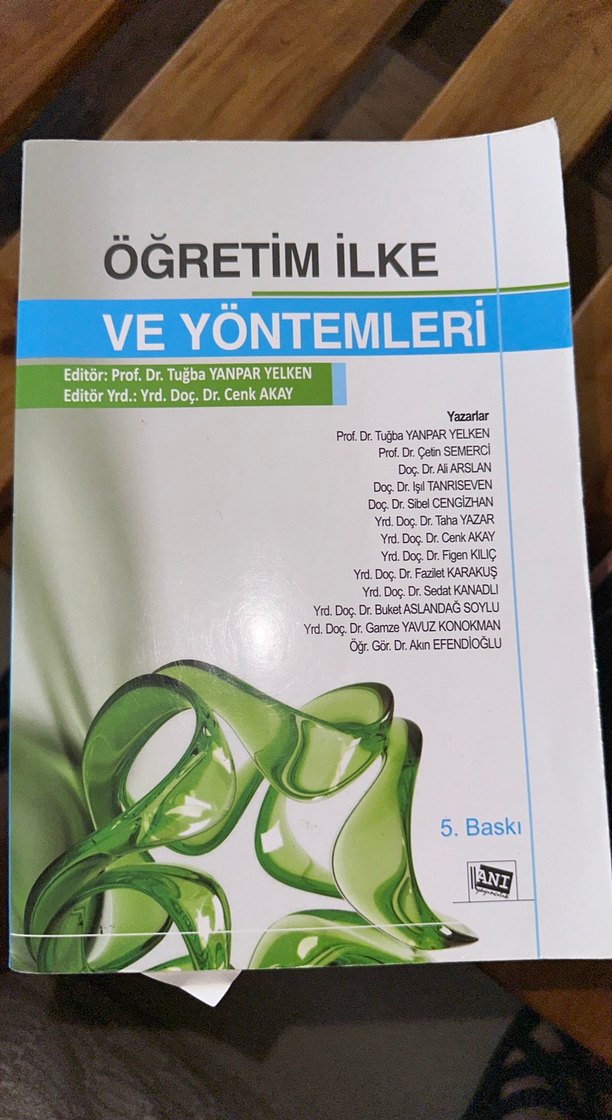 ÖĞRETİM İLKE
VE YÖNTEMLERİ
Editör: Prof. Dr. Tuğba YANPAR YELKEN
Editör Yrd.: Yrd. Doç. Dr. Cenk AKAY
Yazarlar
Prof. Dr. Tuğba YANPAR YELKEN
Prof. Dr. Çetin SEMERCİ
Doç. Dr. Ali ARSLAN
Doç. Dr. Işıl TANRISEVEN
Doç. Dr. Sibel CENGİZHAN
Yrd. Doç. Dr. Taha YAZAR
Yrd. Doç. Dr. Cenk AKAY
Yrd. Doç. Dr. Figen KILIÇ
Yrd. Doç. Dr. Fazilet KARAKUŞ
Yrd. Doç. Dr. Sedat KANADLI
Yrd. Doç. Dr. Buket ASLANDAĞ SOYLU
Yrd. Doç. Dr. Gamze YAVUZ KONOKMAN
Öğr. Gör. Dr. Akın EFENDİOĞLU
5. Baskı
ANI
yayıncılık